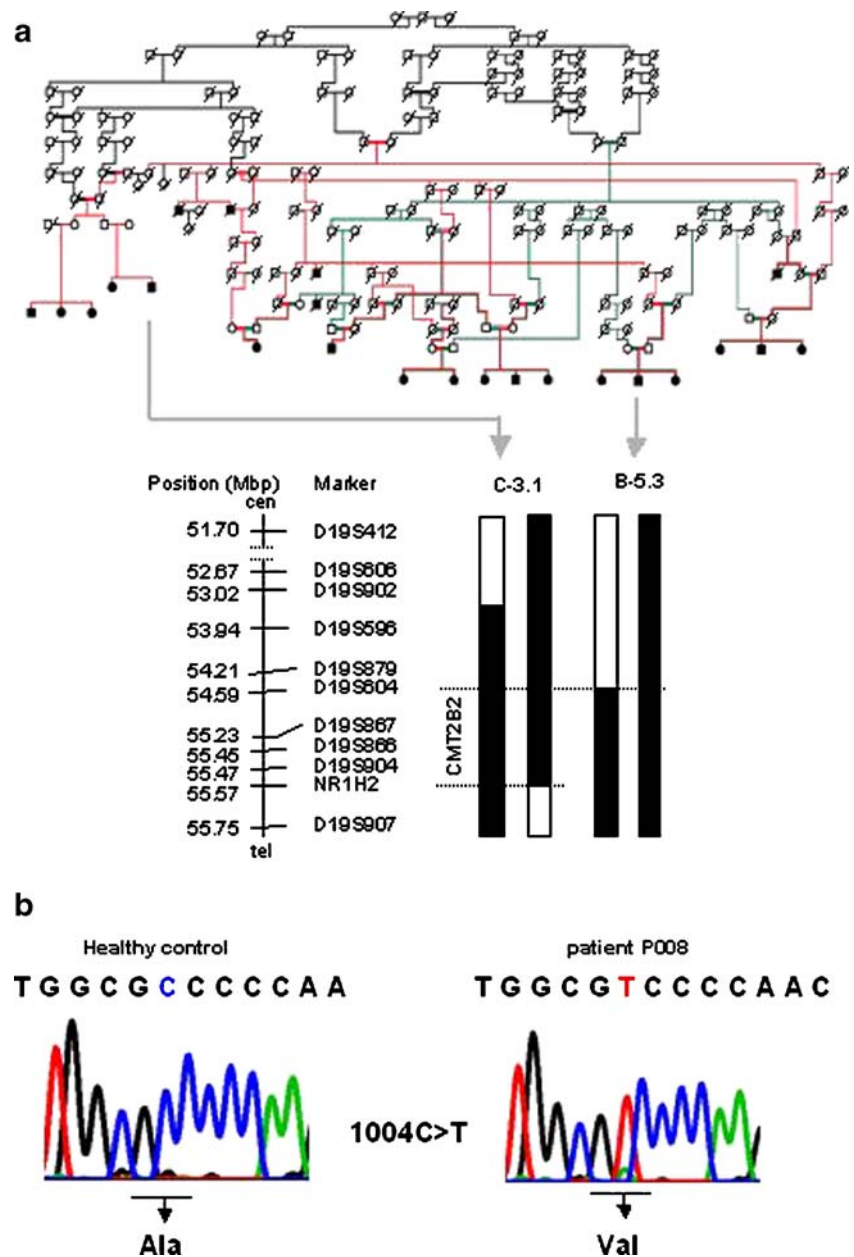 a
Position (Mbp) Marker C-3.1 B-5.3
cen
51.70 D19S412
52.67 D19S606
53.02 D19S902
53.94 D19S596
54.21 D19S879
54.59 D19S604
55.23 D19S867
55.45 D19S866
55.47 D19S904
55.57 NR1H2
55.75 D19S907
tel
CMT2B2
b
Healthy control patient P008
T G G C G C C C C C A A T G G C G T C C C C A A C
1004C>T
Ala Val